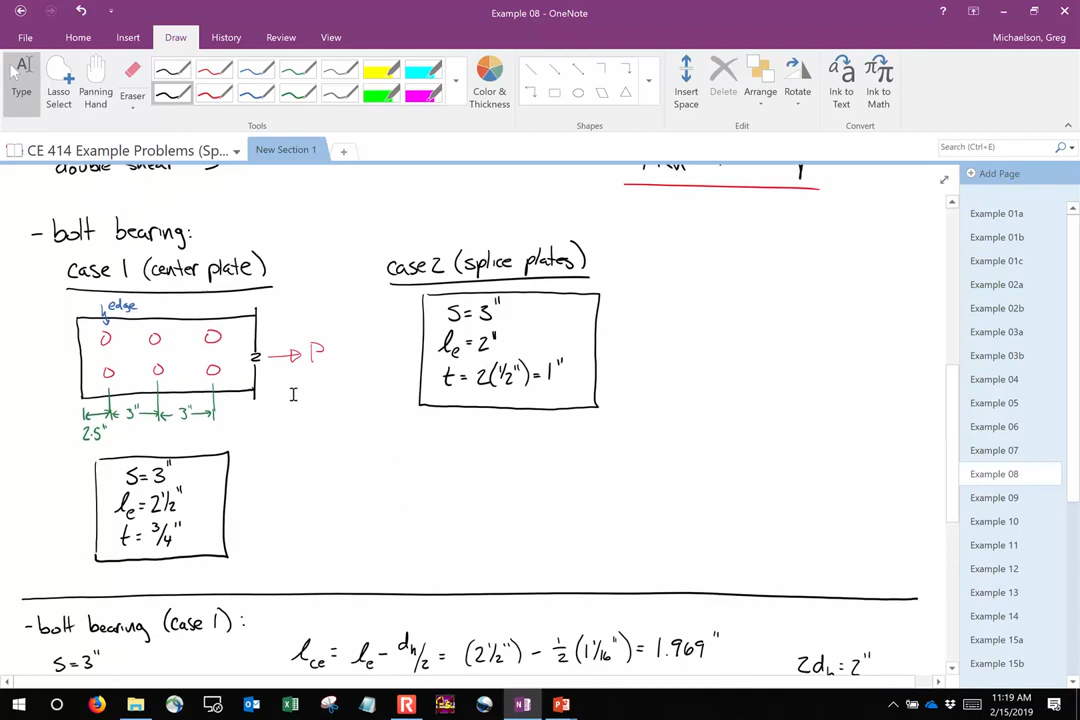 Example 08 - OneNote
?
File
Home
Insert
Draw
History
Review
View
Michaelson, Greg
Type
Lasso Select
Panning Hand
Eraser
Color & Thickness
Insert Space
Delete
Arrange
Rotate
Ink to Text
Ink to Math
Tools
Shapes
Edit
Convert
CE 414 Example Problems (Sp...
New Section 1
Search (Ctrl+E)
Add Page
Example 01a
Example 01b
Example 01c
Example 02a
Example 02b
Example 03a
Example 03b
Example 04
Example 05
Example 06
Example 07
Example 08
Example 09
Example 10
Example 11
Example 12
Example 13
Example 14
Example 15a
Example 15b
double shear
- bolt bearing:
case 1 (center plate)
edge
P
3" 3"
2.5"
S = 3"
le = 2 1/2"
t = 3/4"
case 2 (splice plates)
S = 3"
le = 2"
t = 2(1/2") = 1"
- bolt bearing (case 1):
S = 3"
lce = le - dh/2 = (2 1/2") - 1/2 (1 1/16") = 1.969"
2dh = 2"
11:19 AM
2/15/2019